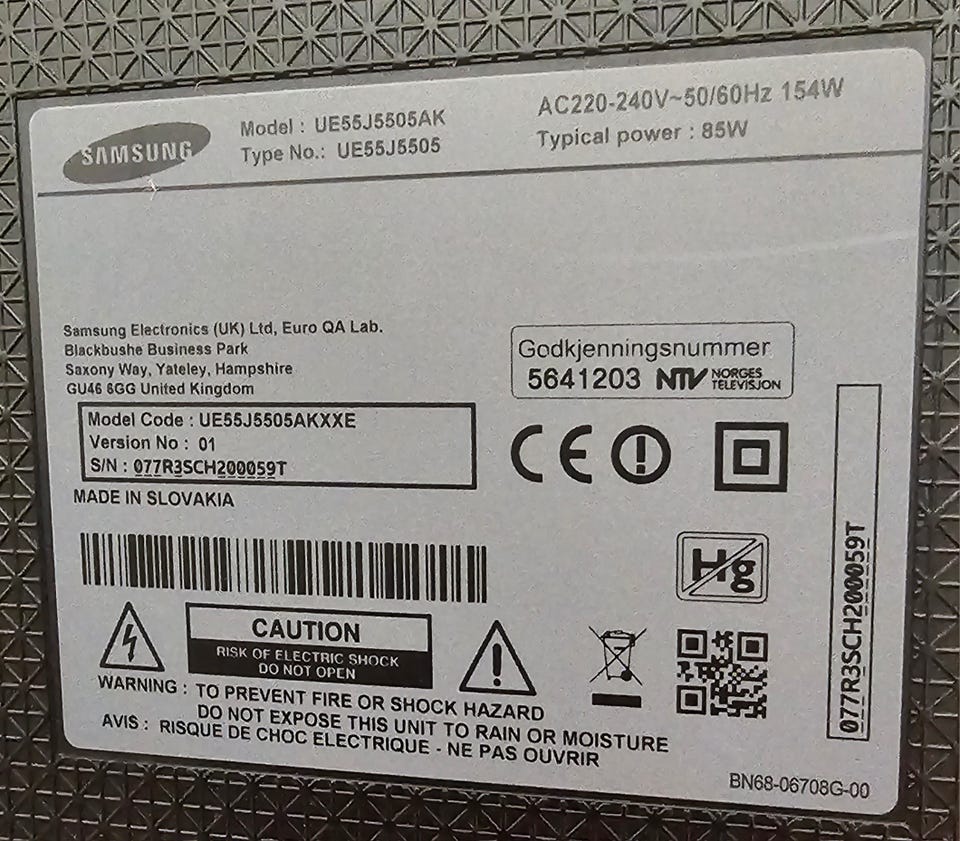 SAMSUNG
Model : UE55J5505AK
Type No.: UE55J5505
AC220-240V~50/60Hz 154W
Typical power : 85W
Samsung Electronics (UK) Ltd, Euro QA Lab.
Blackbushe Business Park
Saxony Way, Yateley, Hampshire
GU46 6GG United Kingdom
Godkjenningsnummer
5641203 NTV NORGES TELEVISJON
Model Code : UE55J5505AKXXE
Version No : 01
S/N : 077R3SCH200059T
MADE IN SLOVAKIA
CE
Hg
077R3SCH200059T
CAUTION
RISK OF ELECTRIC SHOCK
DO NOT OPEN
WARNING : TO PREVENT FIRE OR SHOCK HAZARD
DO NOT EXPOSE THIS UNIT TO RAIN OR MOISTURE
AVIS : RISQUE DE CHOC ELECTRIQUE - NE PAS OUVRIR
BN68-06708G-00